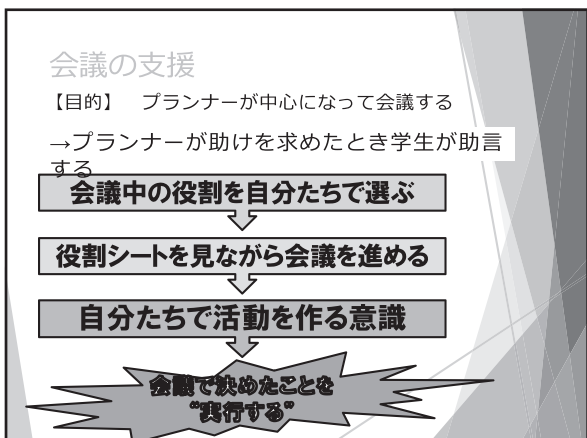 会議の支援
【目的】　プランナーが中心になって会議する
→プランナーが助けを求めたとき学生が助言
する
会議中の役割を自分たちで選ぶ
役割シートを見ながら会議を進める
自分たちで活動を作る意識
会議で決めたことを
“実行する”